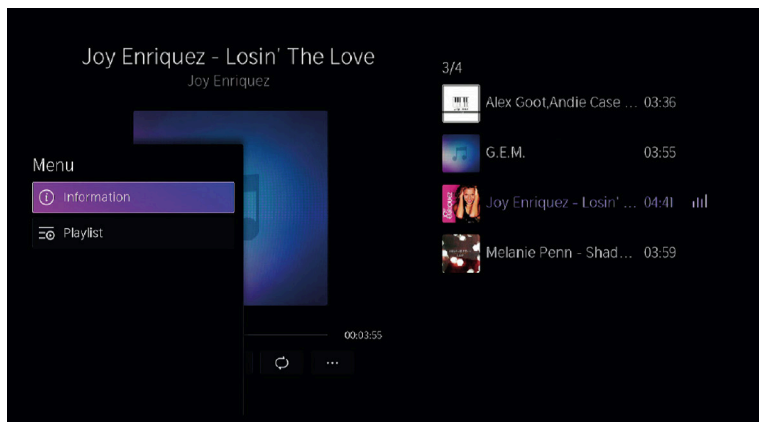 Joy Enriquez - Losin' The Love
Joy Enriquez
3/4
Alex Goot,Andie Case ... 03:36
G.E.M. 03:55
Joy Enriquez - Losin' ... 04:41
Melanie Penn - Shad... 03:59
Menu
Information
Playlist
00:03:55